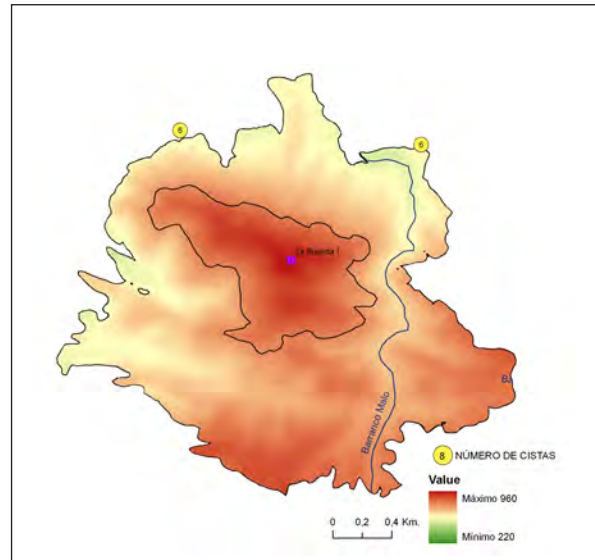 6
6
La Buenta I
Barranco Malo
8 NÚMERO DE CISTAS
Value
Máximo 960
Mínimo 220
0 0,2 0,4 Km.